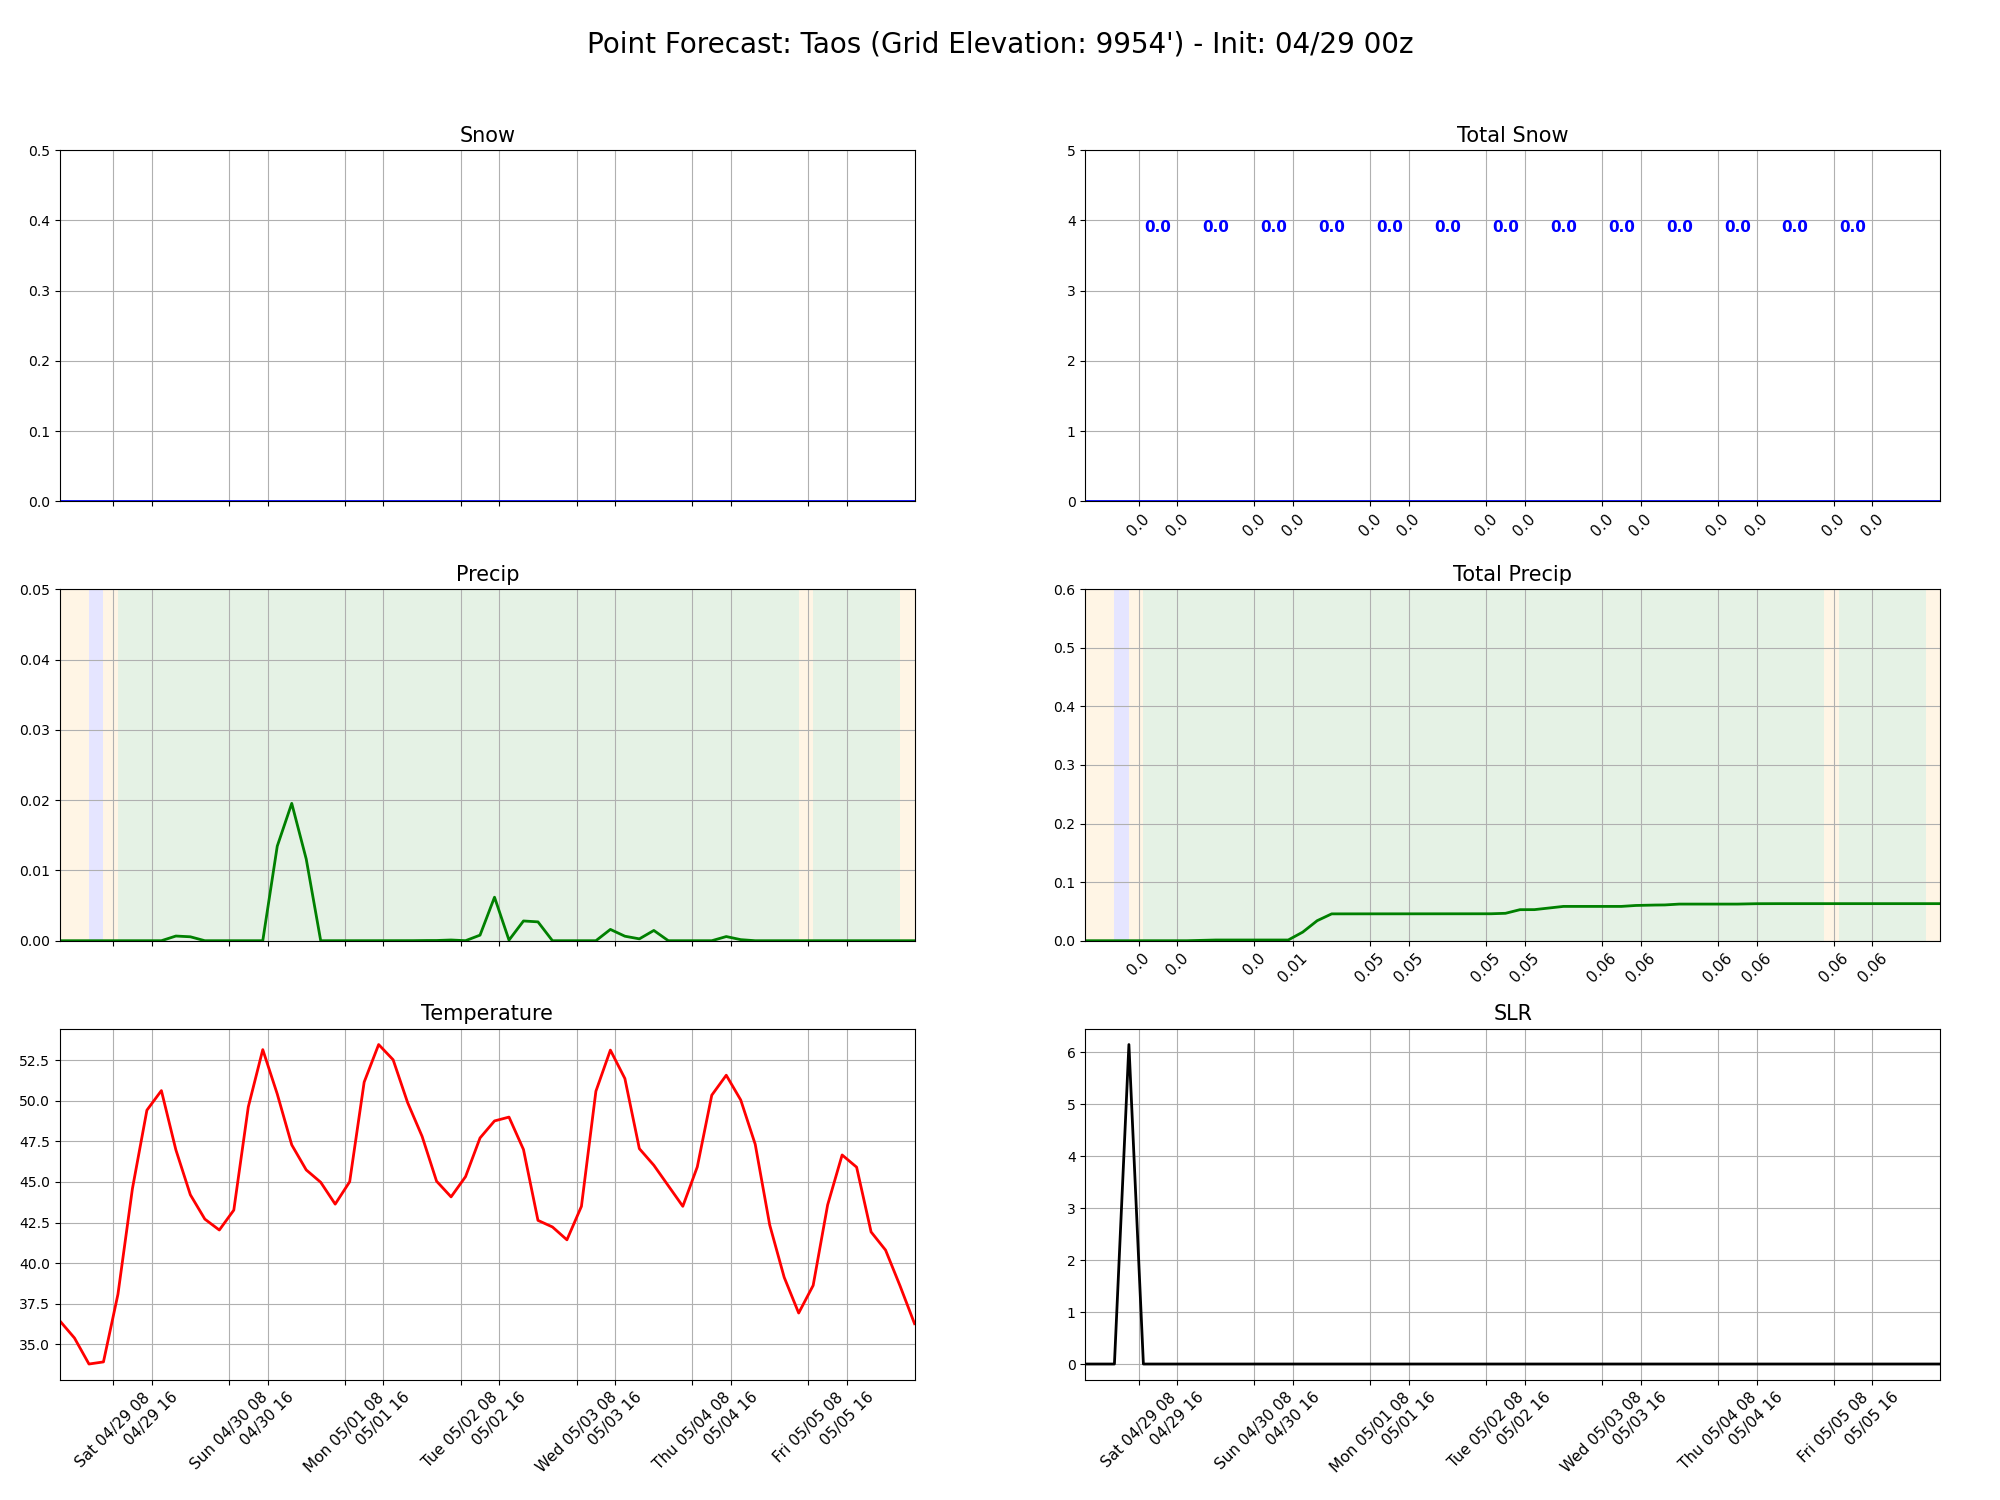 Point Forecast: Taos (Grid Elevation: 9954') - Init: 04/29 00z
Snow
0.5
0.4
0.3
0.2
0.1
0.0
Total Snow
5
4
3
2
1
0
0.0 0.0 0.0 0.0 0.0 0.0 0.0 0.0 0.0 0.0 0.0 0.0 0.0
0.0 0.0 0.0 0.0 0.0 0.0 0.0 0.0 0.0 0.0 0.0 0.0 0.0 0.0
Precip
0.05
0.04
0.03
0.02
0.01
0.00
Total Precip
0.6
0.5
0.4
0.3
0.2
0.1
0.0
0.0 0.0 0.0 0.01 0.05 0.05 0.05 0.05 0.06 0.06 0.06 0.06 0.06 0.06
Temperature
52.5
50.0
47.5
45.0
42.5
40.0
37.5
35.0
Sat 04/29 08
04/29 16
Sun 04/30 08
04/30 16
Mon 05/01 08
05/01 16
Tue 05/02 08
05/02 16
Wed 05/03 08
05/03 16
Thu 05/04 08
05/04 16
Fri 05/05 08
05/05 16
SLR
6
5
4
3
2
1
0
Sat 04/29 08
04/29 16
Sun 04/30 08
04/30 16
Mon 05/01 08
05/01 16
Tue 05/02 08
05/02 16
Wed 05/03 08
05/03 16
Thu 05/04 08
05/04 16
Fri 05/05 08
05/05 16